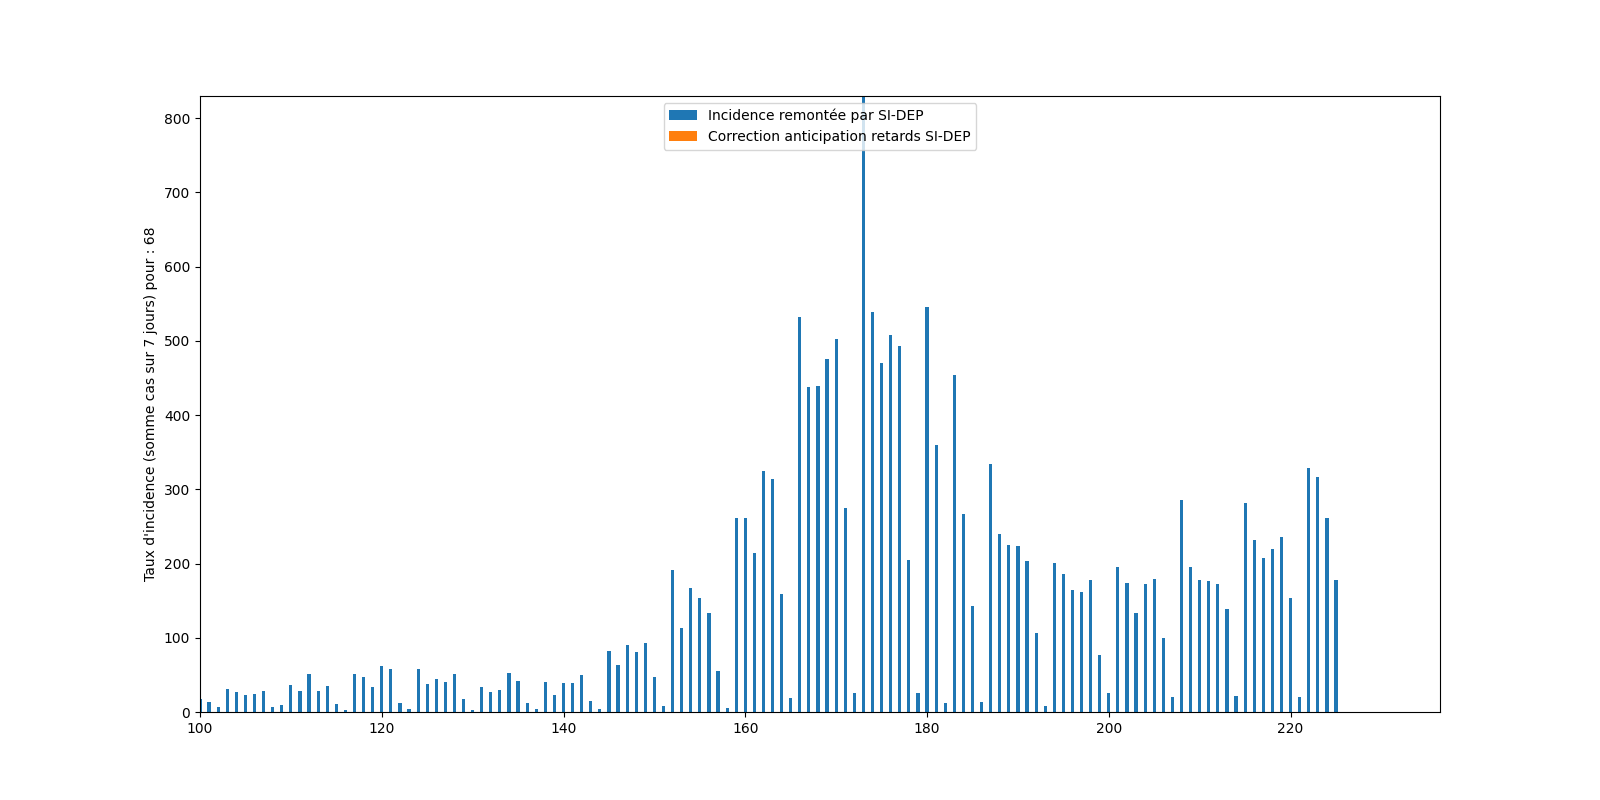 Incidence remontée par SI-DEP
Correction anticipation retards SI-DEP
Taux d'incidence (somme cas sur 7 jours) pour : 68
800
700
600
500
400
300
200
100
0
100 120 140 160 180 200 220